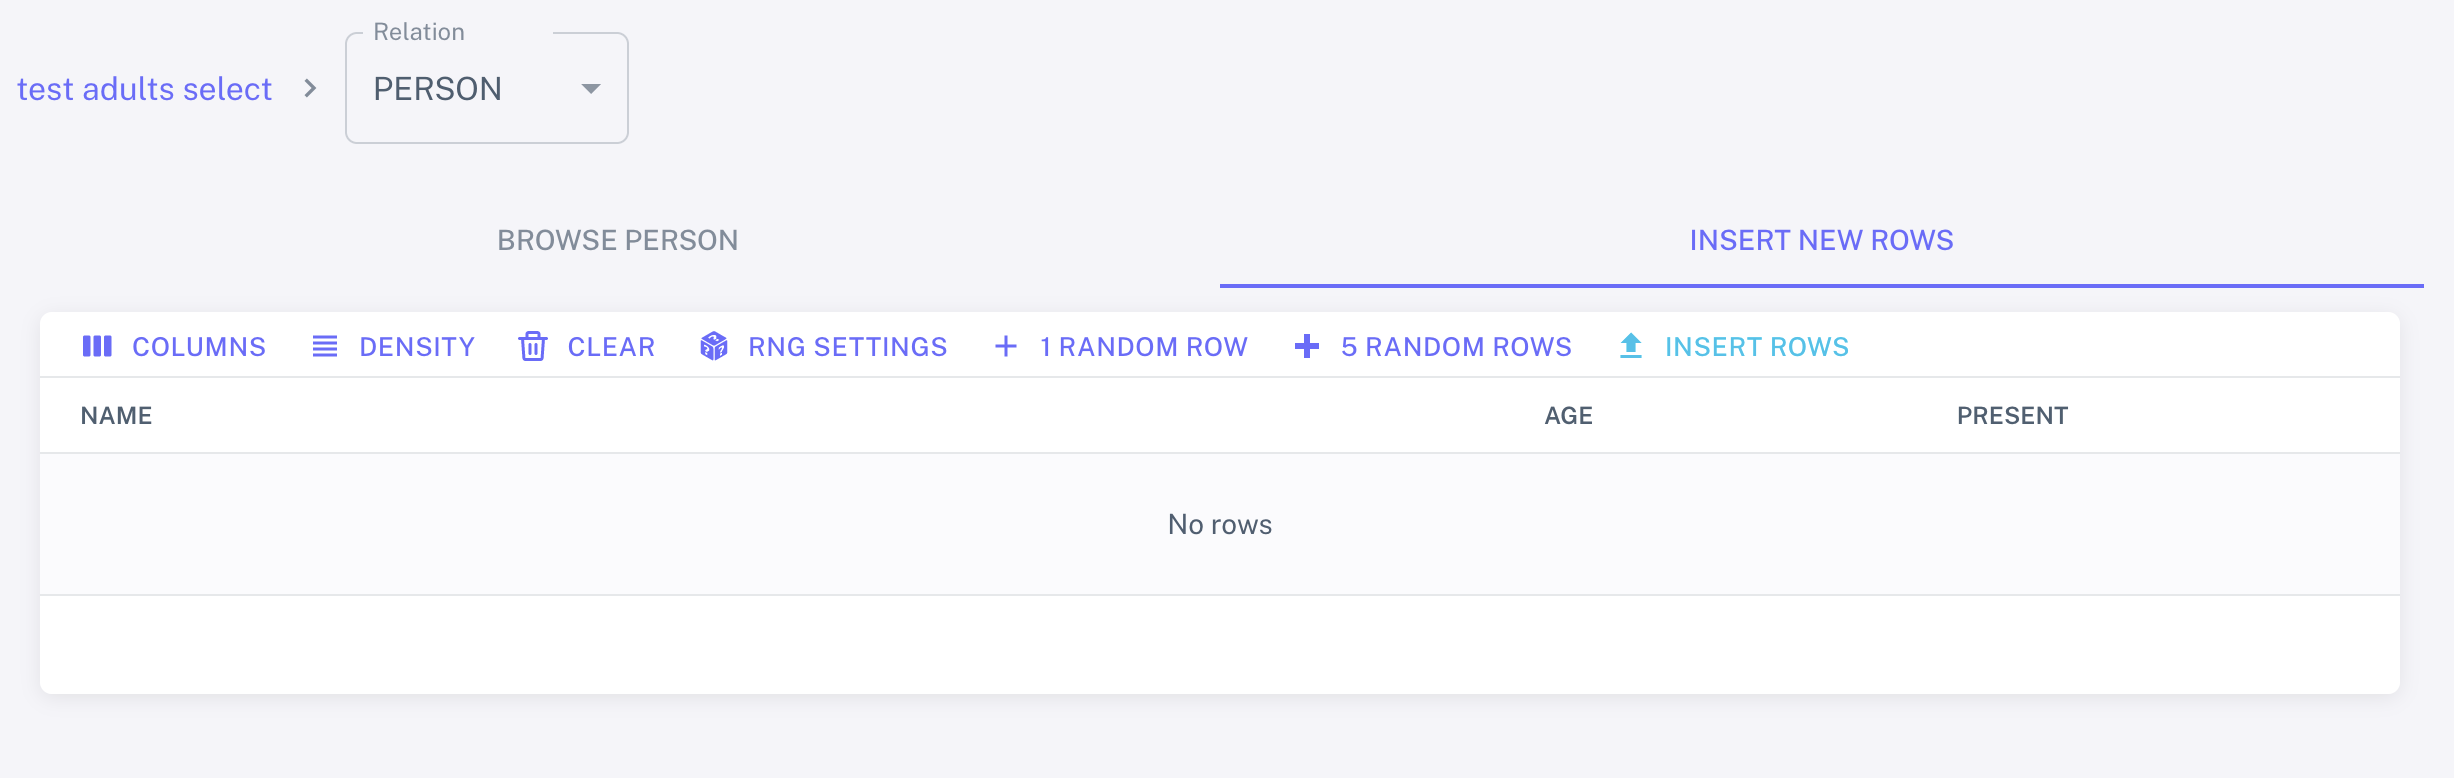 Relation
test adults select
PERSON
BROWSE PERSON
INSERT NEW ROWS
COLUMNS DENSITY CLEAR RNG SETTINGS 1 RANDOM ROW 5 RANDOM ROWS INSERT ROWS
NAME AGE PRESENT
No rows